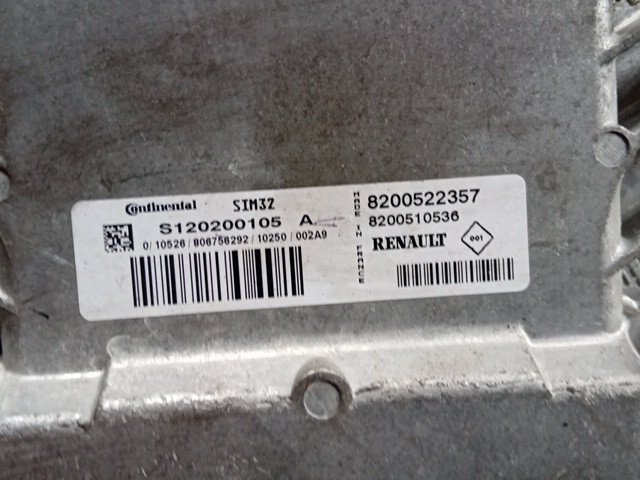 Continental SIM32
S120200105 A
0/10526/806758292/10250/002A9
MADE IN FRANCE
8200522357
8200510536
RENAULT 001